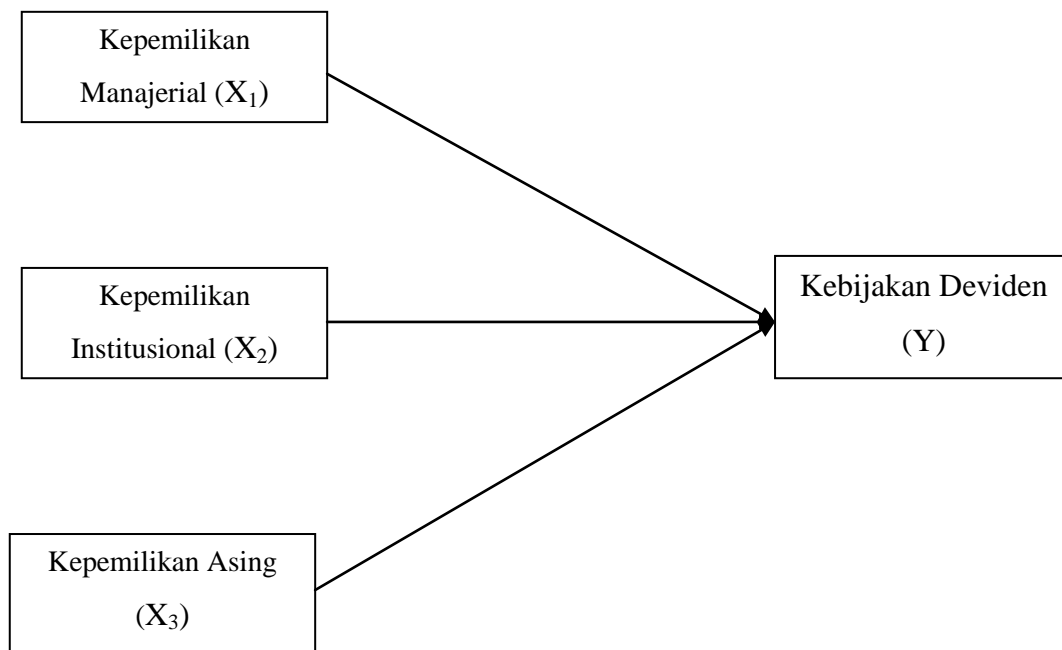 Kepemilikan
Manajerial (X₁)
Kepemilikan
Institusional (X₂)
Kebijakan Deviden
(Y)
Kepemilikan Asing
(X₃)